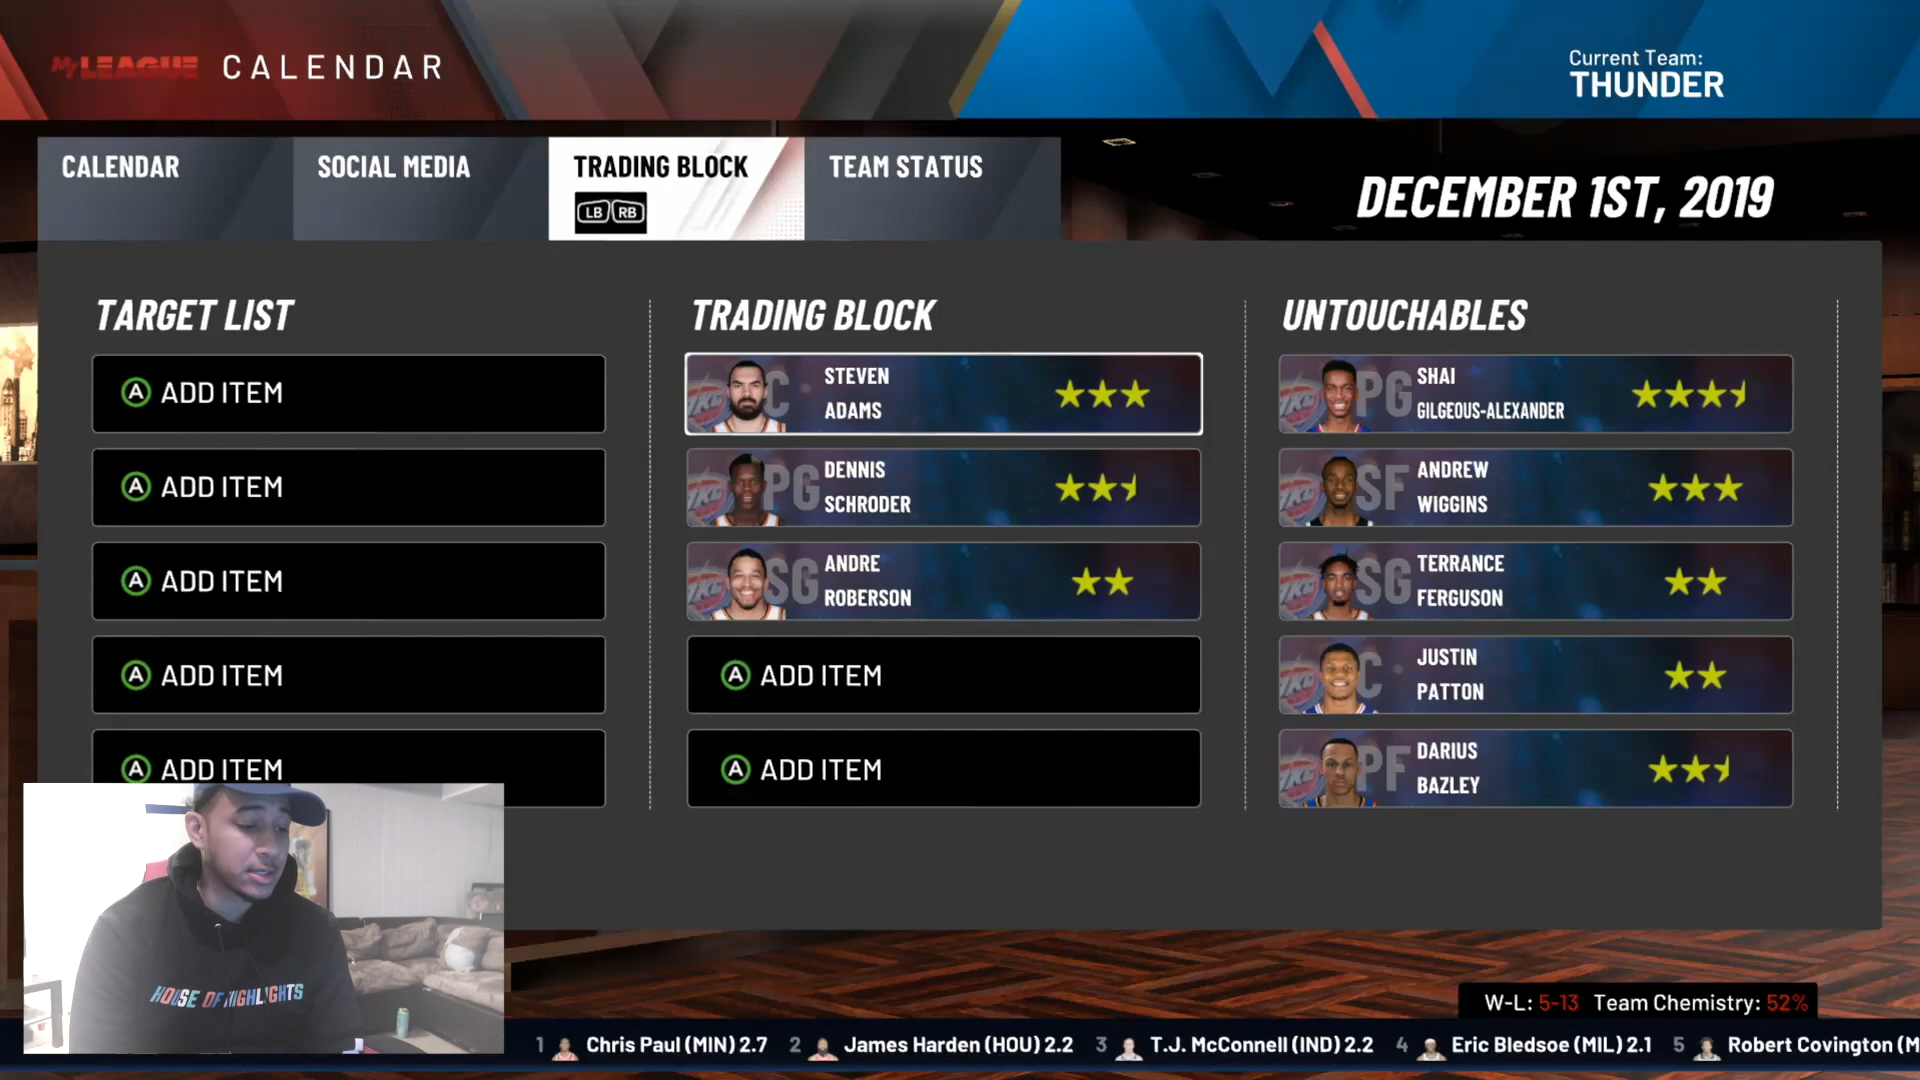 MyLEAGUE CALENDAR
Current Team:
THUNDER
CALENDAR
SOCIAL MEDIA
TRADING BLOCK
LB RB
TEAM STATUS
DECEMBER 1ST, 2019
TARGET LIST
A ADD ITEM
A ADD ITEM
A ADD ITEM
A ADD ITEM
A ADD ITEM
TRADING BLOCK
C STEVEN
ADAMS
PG DENNIS
SCHRODER
SG ANDRE
ROBERSON
A ADD ITEM
A ADD ITEM
UNTOUCHABLES
PG SHAI
GILGEOUS-ALEXANDER
SF ANDREW
WIGGINS
SG TERRANCE
FERGUSON
C JUSTIN
PATTON
PF DARIUS
BAZLEY
HOUSE OF HIGHLIGHTS
W-L: 5-13 Team Chemistry: 52%
1 Chris Paul (MIN) 2.7 2 James Harden (HOU) 2.2 3 T.J. McConnell (IND) 2.2 4 Eric Bledsoe (MIL) 2.1 5 Robert Covington (M